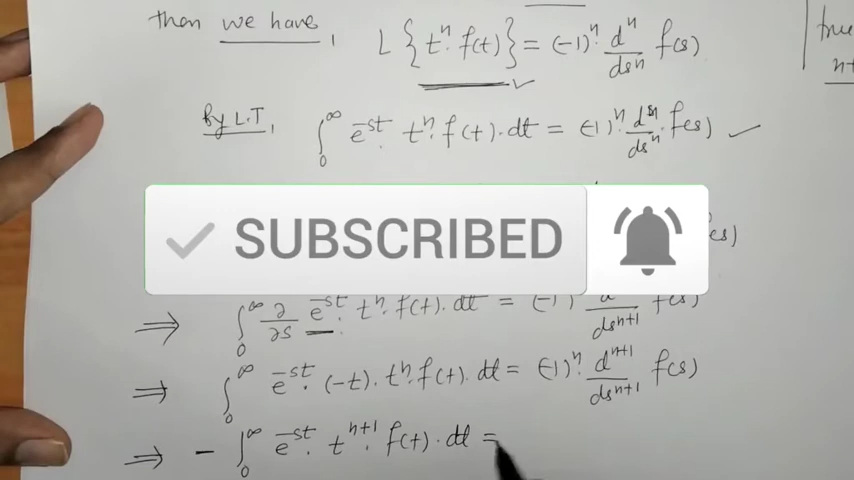 then we have, L{tⁿ. f(t)} = (-1)ⁿ. dⁿ/dsⁿ f(s)
true
n+
by L.T, ∫₀^∞ e^-st. tⁿ. f(t). dt = (-1)ⁿ. dⁿ/dsⁿ. f(s)
f(s)
SUBSCRIBED
⇒ ∫₀^∞ ∂/∂s e^-st. tⁿ. f(t). dt = (-1)ⁿ d/dsⁿ⁺¹ f(s)
⇒ ∫₀^∞ e^-st. (-t). tⁿ. f(t). dt = (-1)ⁿ. dⁿ⁺¹/dsⁿ⁺¹ f(s)
⇒ - ∫₀^∞ e^-st. tⁿ⁺¹. f(t). dt =